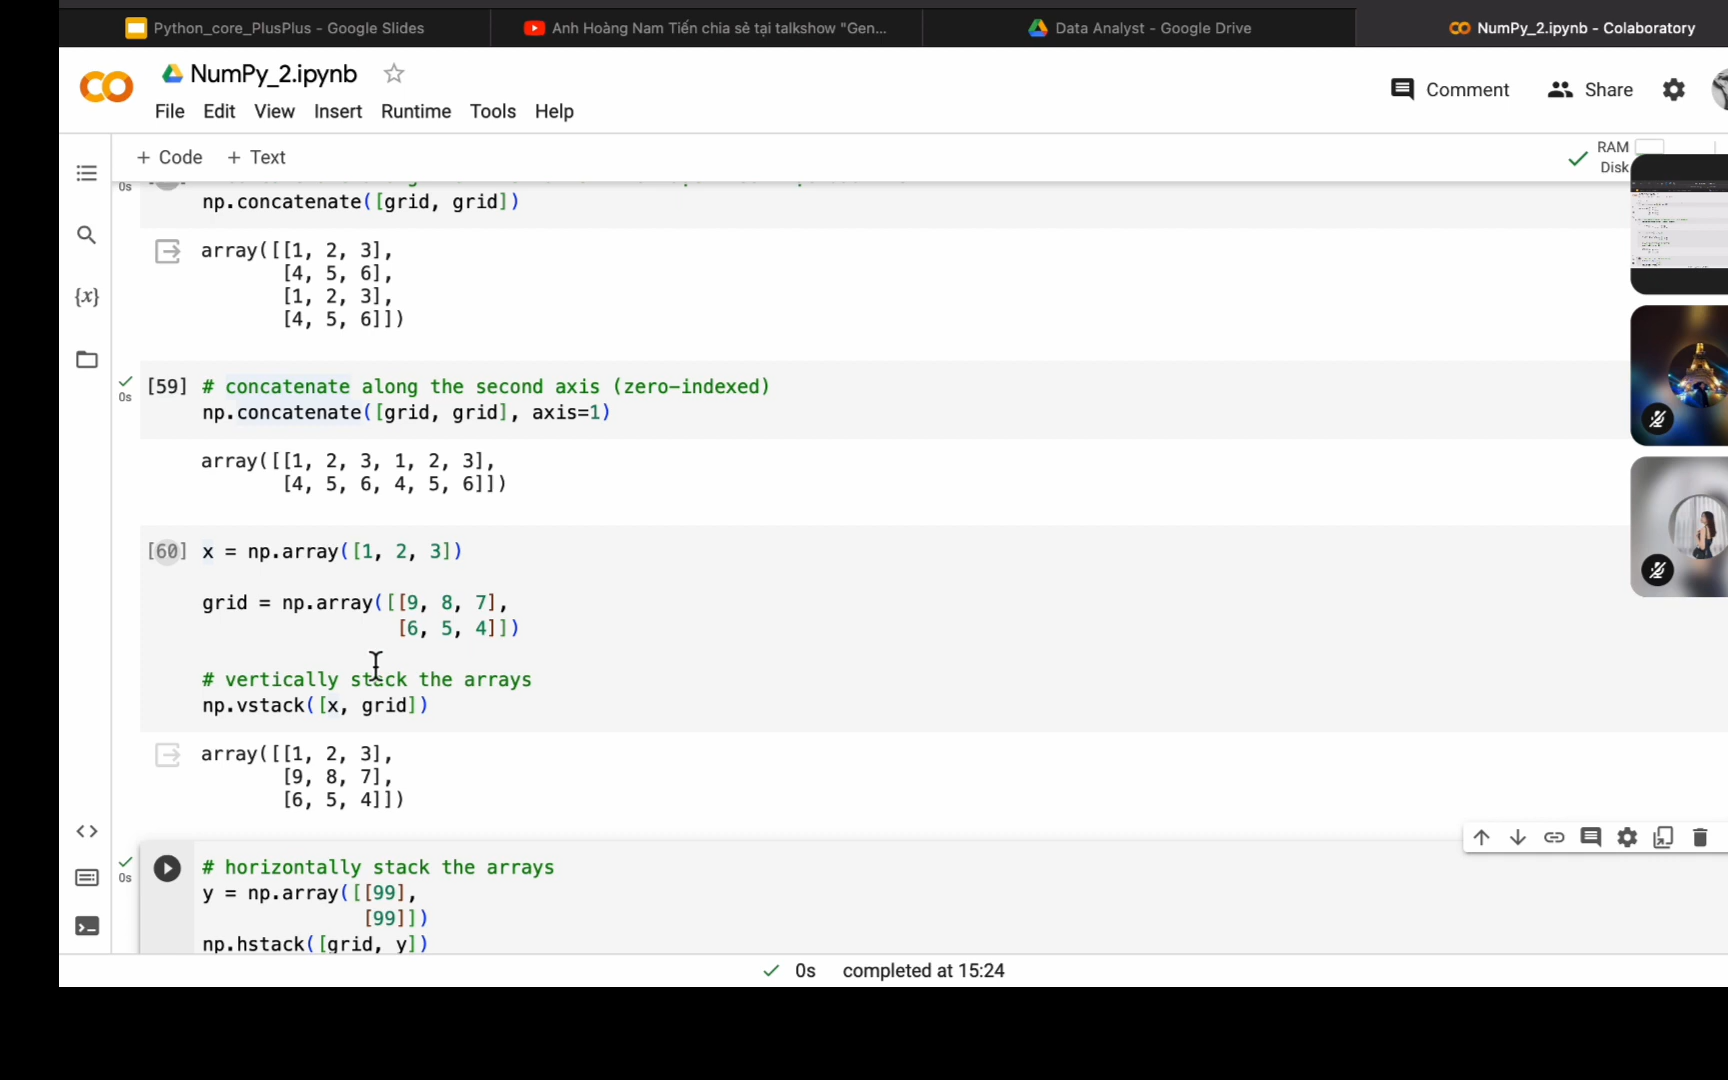 Python_core_PlusPlus - Google Slides
Anh Hoàng Nam Tiến chia sẻ tại talkshow "Gen...
Data Analyst - Google Drive
NumPy_2.ipynb - Colaboratory
NumPy_2.ipynb
Comment
Share
File Edit View Insert Runtime Tools Help
+ Code + Text
RAM
Disk
0s
np.concatenate([grid, grid])
array([[1, 2, 3],
[4, 5, 6],
[1, 2, 3],
[4, 5, 6]])
[59] # concatenate along the second axis (zero-indexed)
0s
np.concatenate([grid, grid], axis=1)
array([[1, 2, 3, 1, 2, 3],
[4, 5, 6, 4, 5, 6]])
[60] x = np.array([1, 2, 3])
grid = np.array([[9, 8, 7],
[6, 5, 4]])
# vertically stack the arrays
np.vstack([x, grid])
array([[1, 2, 3],
[9, 8, 7],
[6, 5, 4]])
# horizontally stack the arrays
0s
y = np.array([[99],
[99]])
np.hstack([grid, y])
0s completed at 15:24